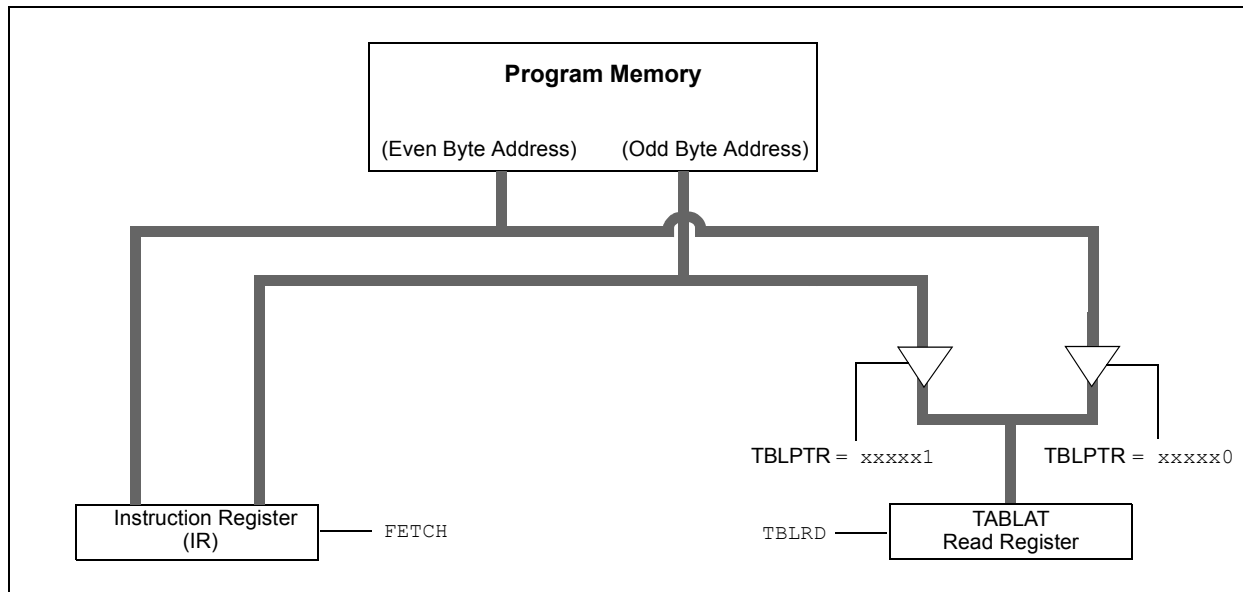 Program Memory
(Even Byte Address) (Odd Byte Address)
TBLPTR = xxxxx1
TBLPTR = xxxxx0
Instruction Register
(IR)
FETCH
TBLRD
TABLAT
Read Register